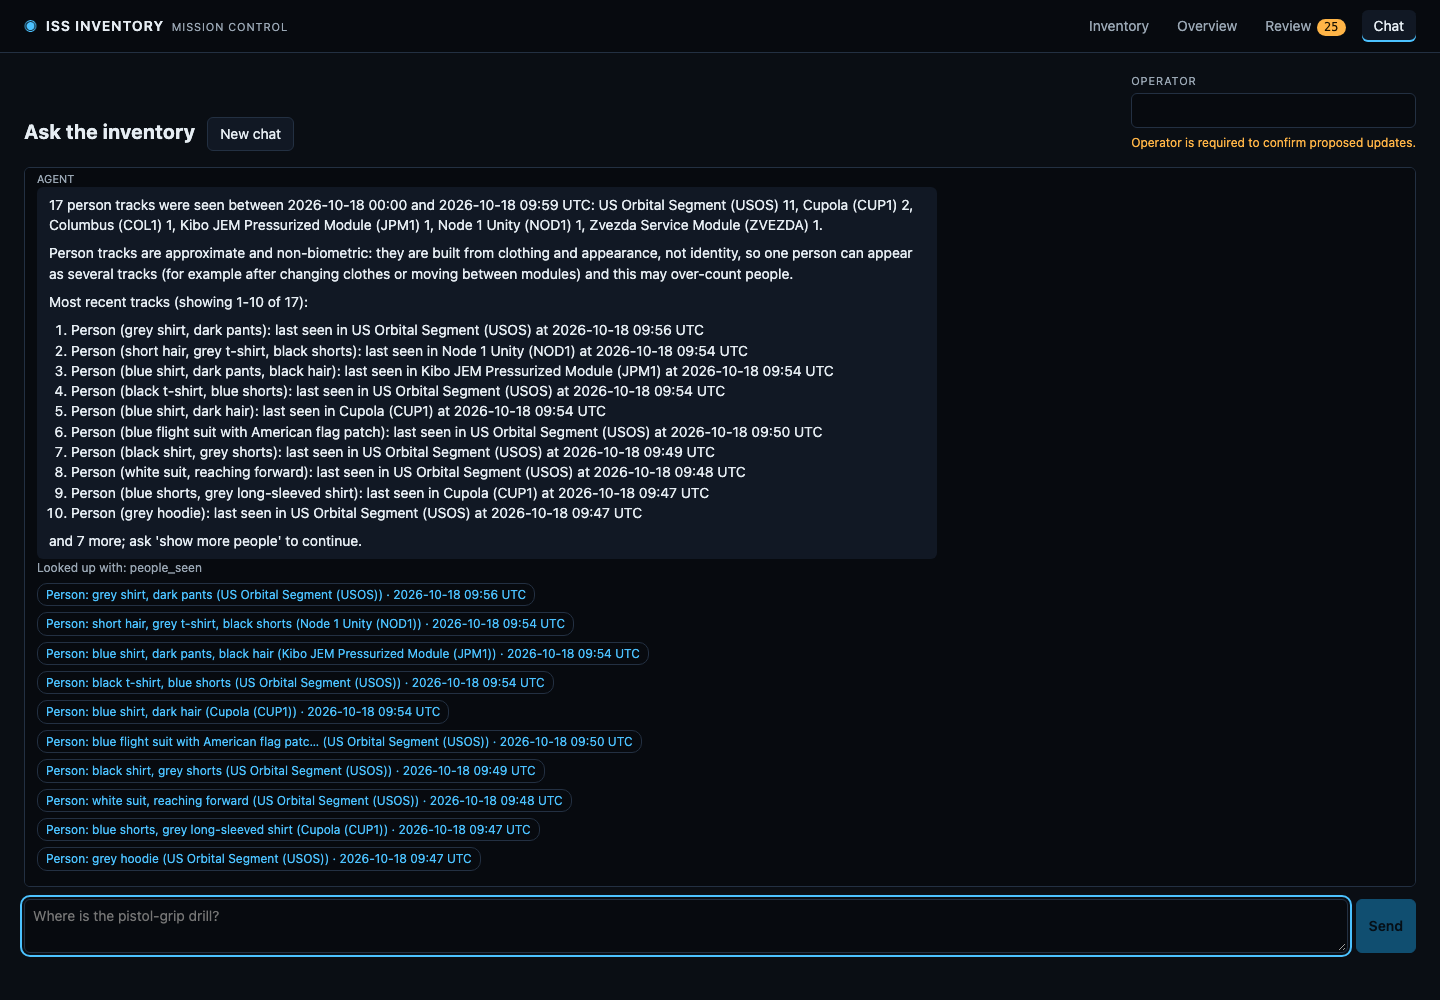 ISS INVENTORY MISSION CONTROL
Inventory
Overview
Review 25
Chat
OPERATOR
Operator is required to confirm proposed updates.
Ask the inventory
New chat
AGENT
17 person tracks were seen between 2026-10-18 00:00 and 2026-10-18 09:59 UTC: US Orbital Segment (USOS) 11, Cupola (CUP1) 2,
Columbus (COL1) 1, Kibo JEM Pressurized Module (JPM1) 1, Node 1 Unity (NOD1) 1, Zvezda Service Module (ZVEZDA) 1.
Person tracks are approximate and non-biometric: they are built from clothing and appearance, not identity, so one person can appear
as several tracks (for example after changing clothes or moving between modules) and this may over-count people.
Most recent tracks (showing 1-10 of 17):
1. Person (grey shirt, dark pants): last seen in US Orbital Segment (USOS) at 2026-10-18 09:56 UTC
2. Person (short hair, grey t-shirt, black shorts): last seen in Node 1 Unity (NOD1) at 2026-10-18 09:54 UTC
3. Person (blue shirt, dark pants, black hair): last seen in Kibo JEM Pressurized Module (JPM1) at 2026-10-18 09:54 UTC
4. Person (black t-shirt, blue shorts): last seen in US Orbital Segment (USOS) at 2026-10-18 09:54 UTC
5. Person (blue shirt, dark hair): last seen in Cupola (CUP1) at 2026-10-18 09:54 UTC
6. Person (blue flight suit with American flag patch): last seen in US Orbital Segment (USOS) at 2026-10-18 09:50 UTC
7. Person (black shirt, grey shorts): last seen in US Orbital Segment (USOS) at 2026-10-18 09:49 UTC
8. Person (white suit, reaching forward): last seen in US Orbital Segment (USOS) at 2026-10-18 09:48 UTC
9. Person (blue shorts, grey long-sleeved shirt): last seen in Cupola (CUP1) at 2026-10-18 09:47 UTC
10. Person (grey hoodie): last seen in US Orbital Segment (USOS) at 2026-10-18 09:47 UTC
and 7 more; ask 'show more people' to continue.
Looked up with: people_seen
Person: grey shirt, dark pants (US Orbital Segment (USOS)) · 2026-10-18 09:56 UTC
Person: short hair, grey t-shirt, black shorts (Node 1 Unity (NOD1)) · 2026-10-18 09:54 UTC
Person: blue shirt, dark pants, black hair (Kibo JEM Pressurized Module (JPM1)) · 2026-10-18 09:54 UTC
Person: black t-shirt, blue shorts (US Orbital Segment (USOS)) · 2026-10-18 09:54 UTC
Person: blue shirt, dark hair (Cupola (CUP1)) · 2026-10-18 09:54 UTC
Person: blue flight suit with American flag patc... (US Orbital Segment (USOS)) · 2026-10-18 09:50 UTC
Person: black shirt, grey shorts (US Orbital Segment (USOS)) · 2026-10-18 09:49 UTC
Person: white suit, reaching forward (US Orbital Segment (USOS)) · 2026-10-18 09:48 UTC
Person: blue shorts, grey long-sleeved shirt (Cupola (CUP1)) · 2026-10-18 09:47 UTC
Person: grey hoodie (US Orbital Segment (USOS)) · 2026-10-18 09:47 UTC
Where is the pistol-grip drill?
Send